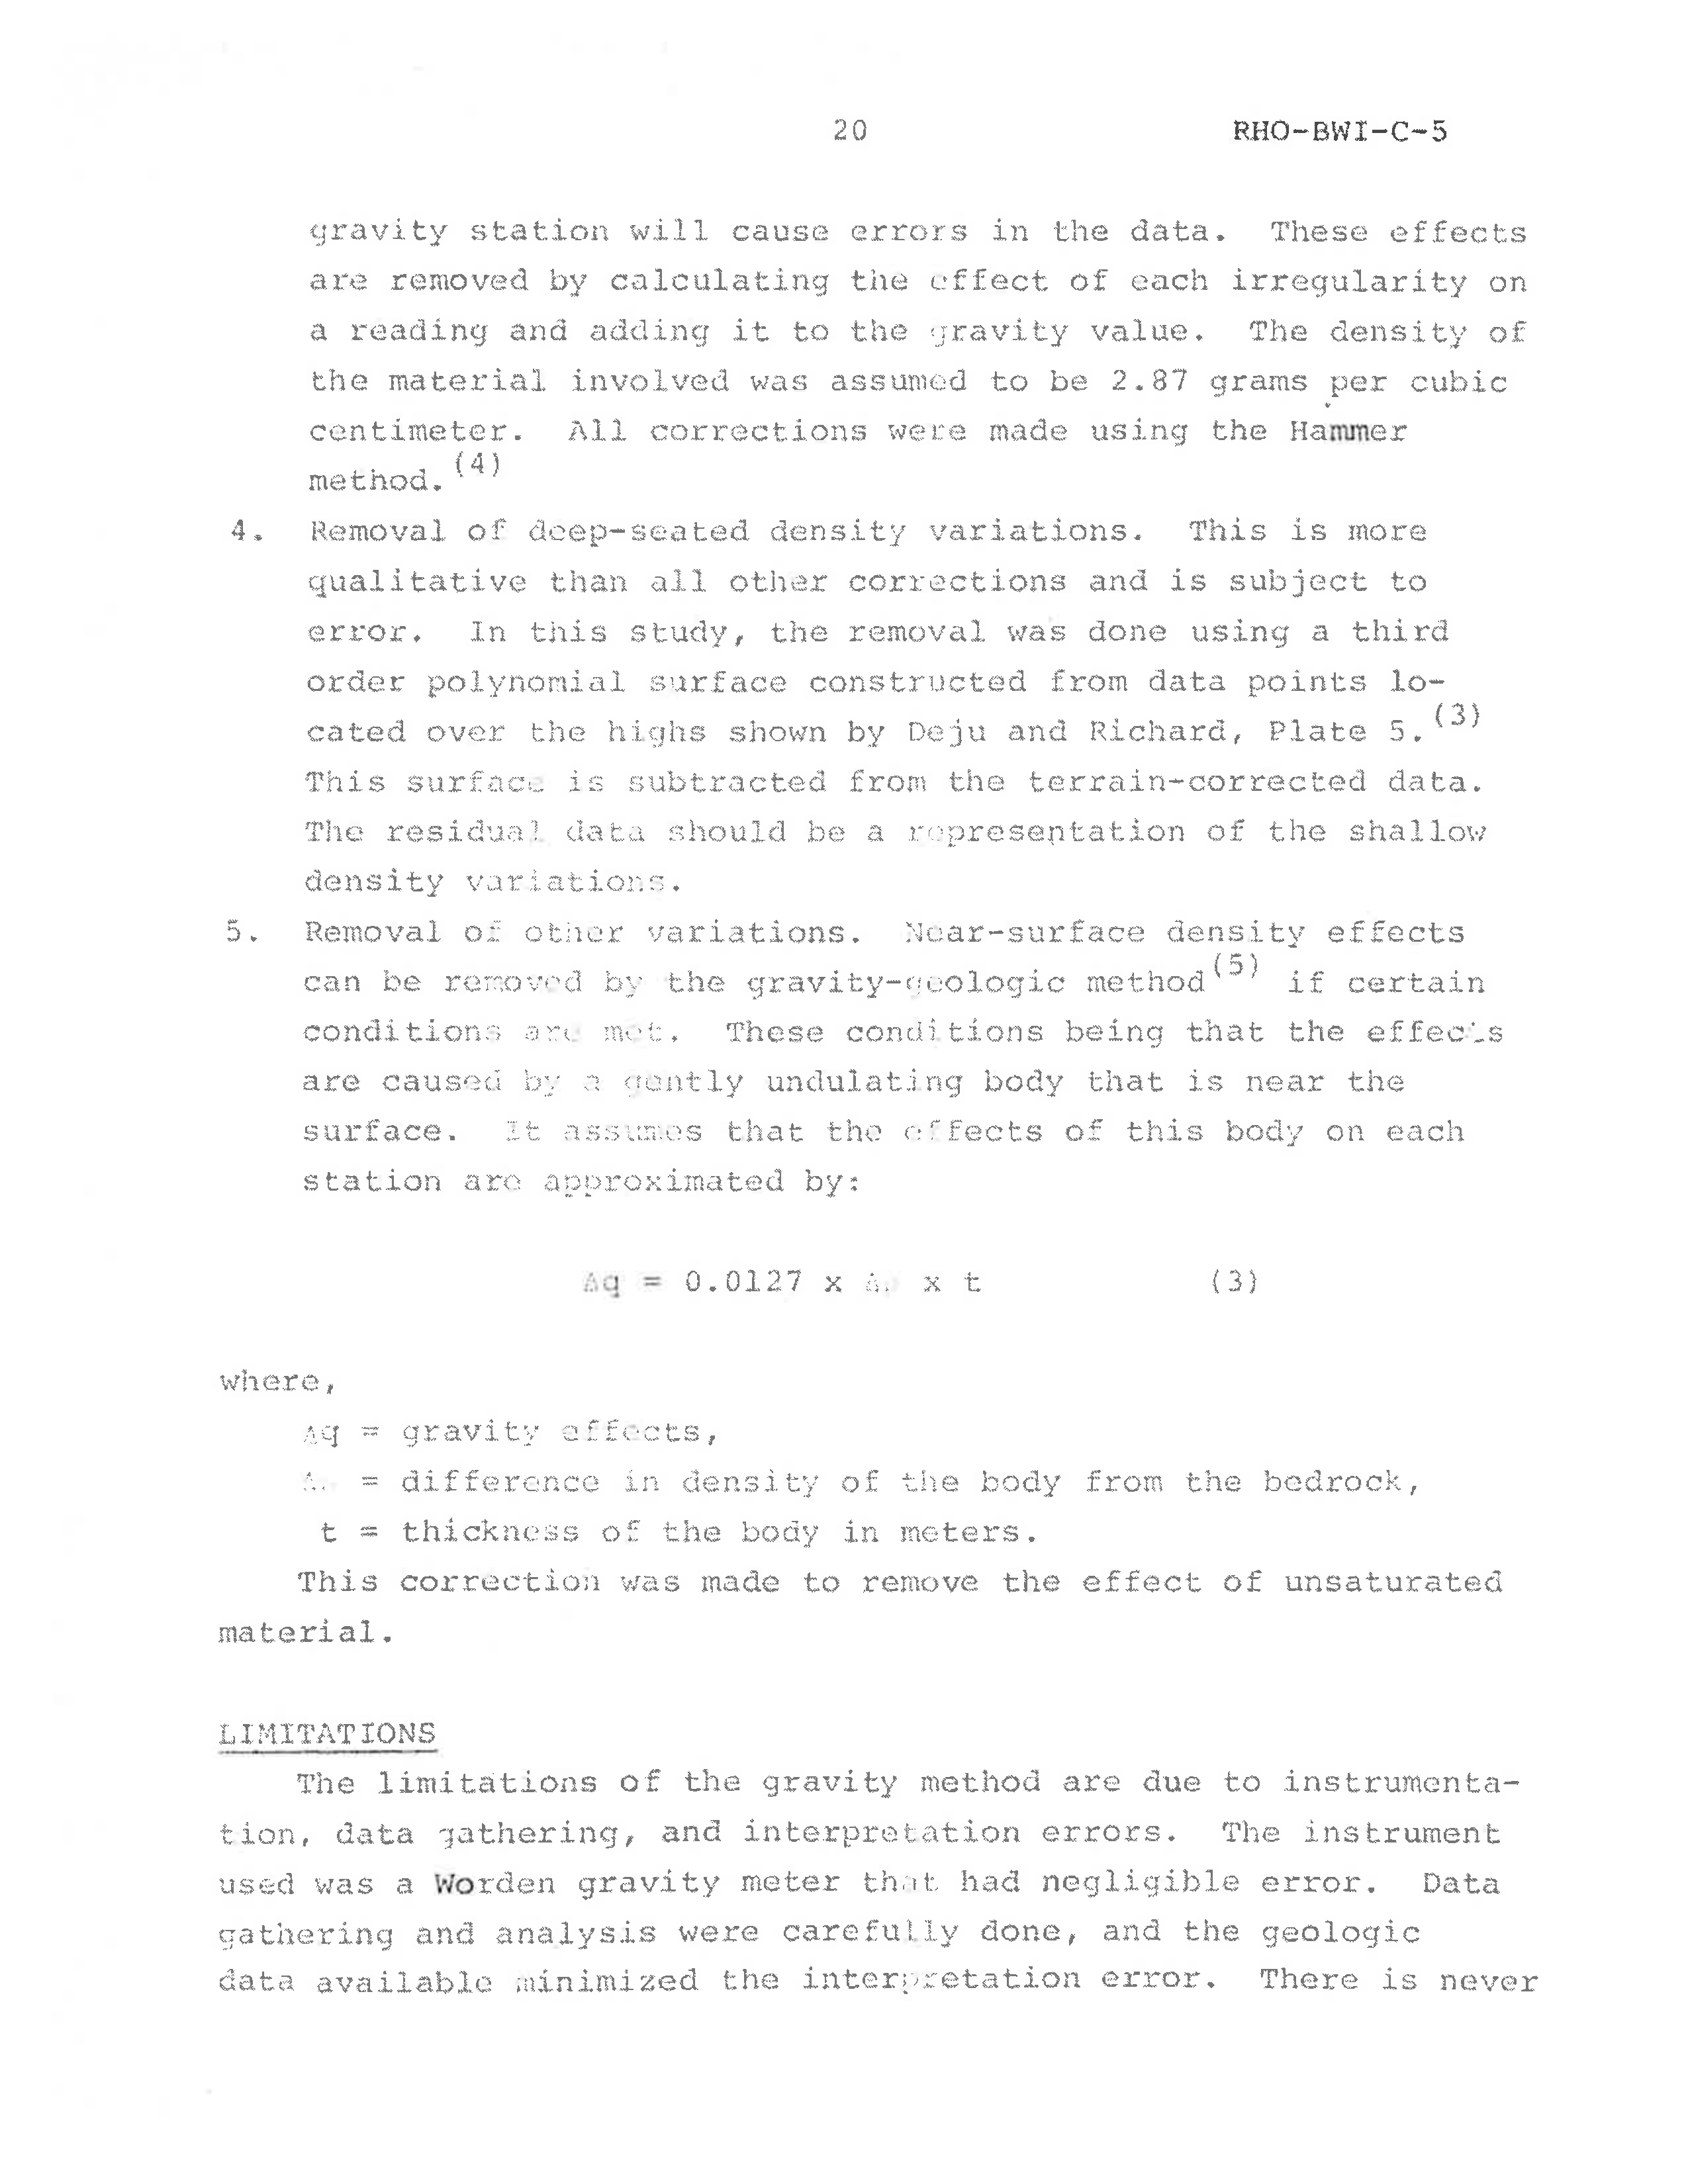 20 RHO-BWI-C-5
gravity station will cause errors in the data. These effects
are removed by calculating the effect of each irregularity on
a reading and adding it to the gravity value. The density of
the material involved was assumed to be 2.87 grams per cubic
centimeter. All corrections were made using the Hammer
method.(4)
4. Removal of deep-seated density variations. This is more
qualitative than all other corrections and is subject to
error. In this study, the removal was done using a third
order polynomial surface constructed from data points lo-
cated over the highs shown by Deju and Richard, Plate 5.(3)
This surface is subtracted from the terrain-corrected data.
The residual data should be a representation of the shallow
density variations.
5. Removal of other variations. Near-surface density effects
can be removed by the gravity-geologic method(5) if certain
conditions are met. These conditions being that the effects
are caused by a gently undulating body that is near the
surface. It assumes that the effects of this body on each
station are approximated by:
Δg = 0.0127 x x t (3)
where,
Δg = gravity effects,
= difference in density of the body from the bedrock,
t = thickness of the body in meters.
This correction was made to remove the effect of unsaturated
material.
LIMITATIONS
The limitations of the gravity method are due to instrumenta-
tion, data gathering, and interpretation errors. The instrument
used was a Worden gravity meter that had negligible error. Data
gathering and analysis were carefully done, and the geologic
data available minimized the interpretation error. There is never